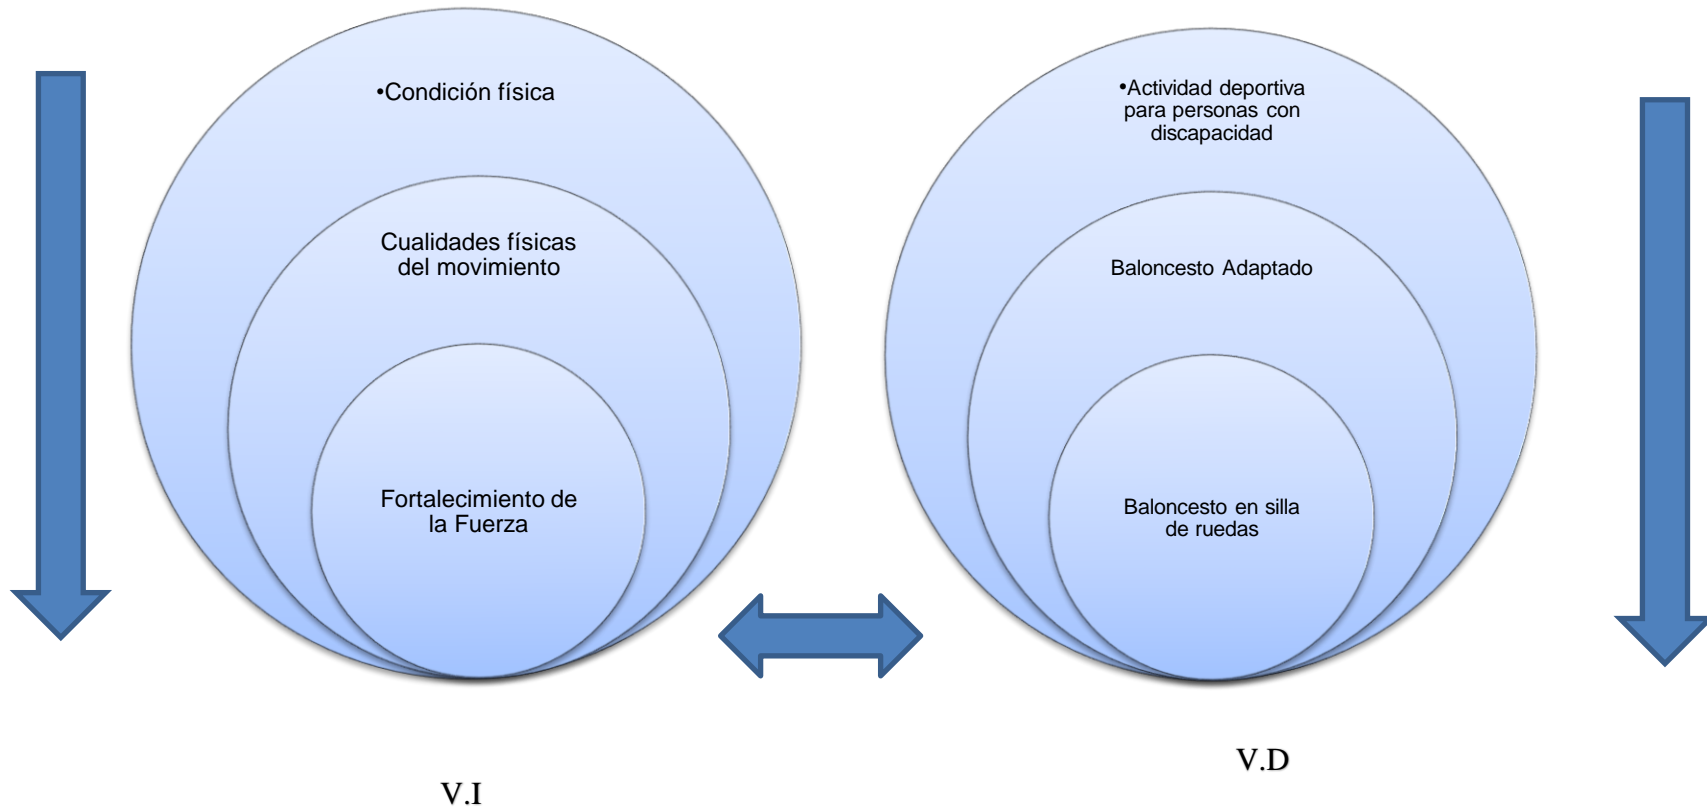 •Condición física
Cualidades físicas
del movimiento
Fortalecimiento de
la Fuerza
•Actividad deportiva
para personas con
discapacidad
Baloncesto Adaptado
Baloncesto en silla
de ruedas
V.I
V.D